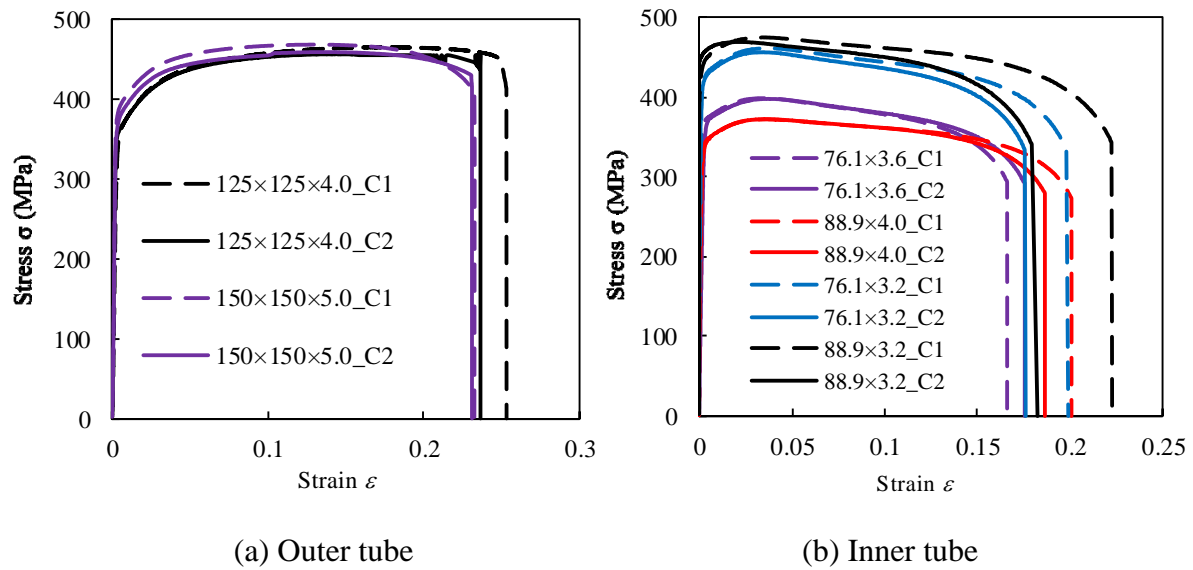 500
400
300
200
100
0
0
0.1
0.2
0.3
Stress σ (MPa)
Strain ε
125×125×4.0_C1
125×125×4.0_C2
150×150×5.0_C1
150×150×5.0_C2
(a) Outer tube
500
400
300
200
100
0
0
0.05
0.1
0.15
0.2
0.25
Stress σ (MPa)
Strain ε
76.1×3.6_C1
76.1×3.6_C2
88.9×4.0_C1
88.9×4.0_C2
76.1×3.2_C1
76.1×3.2_C2
88.9×3.2_C1
88.9×3.2_C2
(b) Inner tube